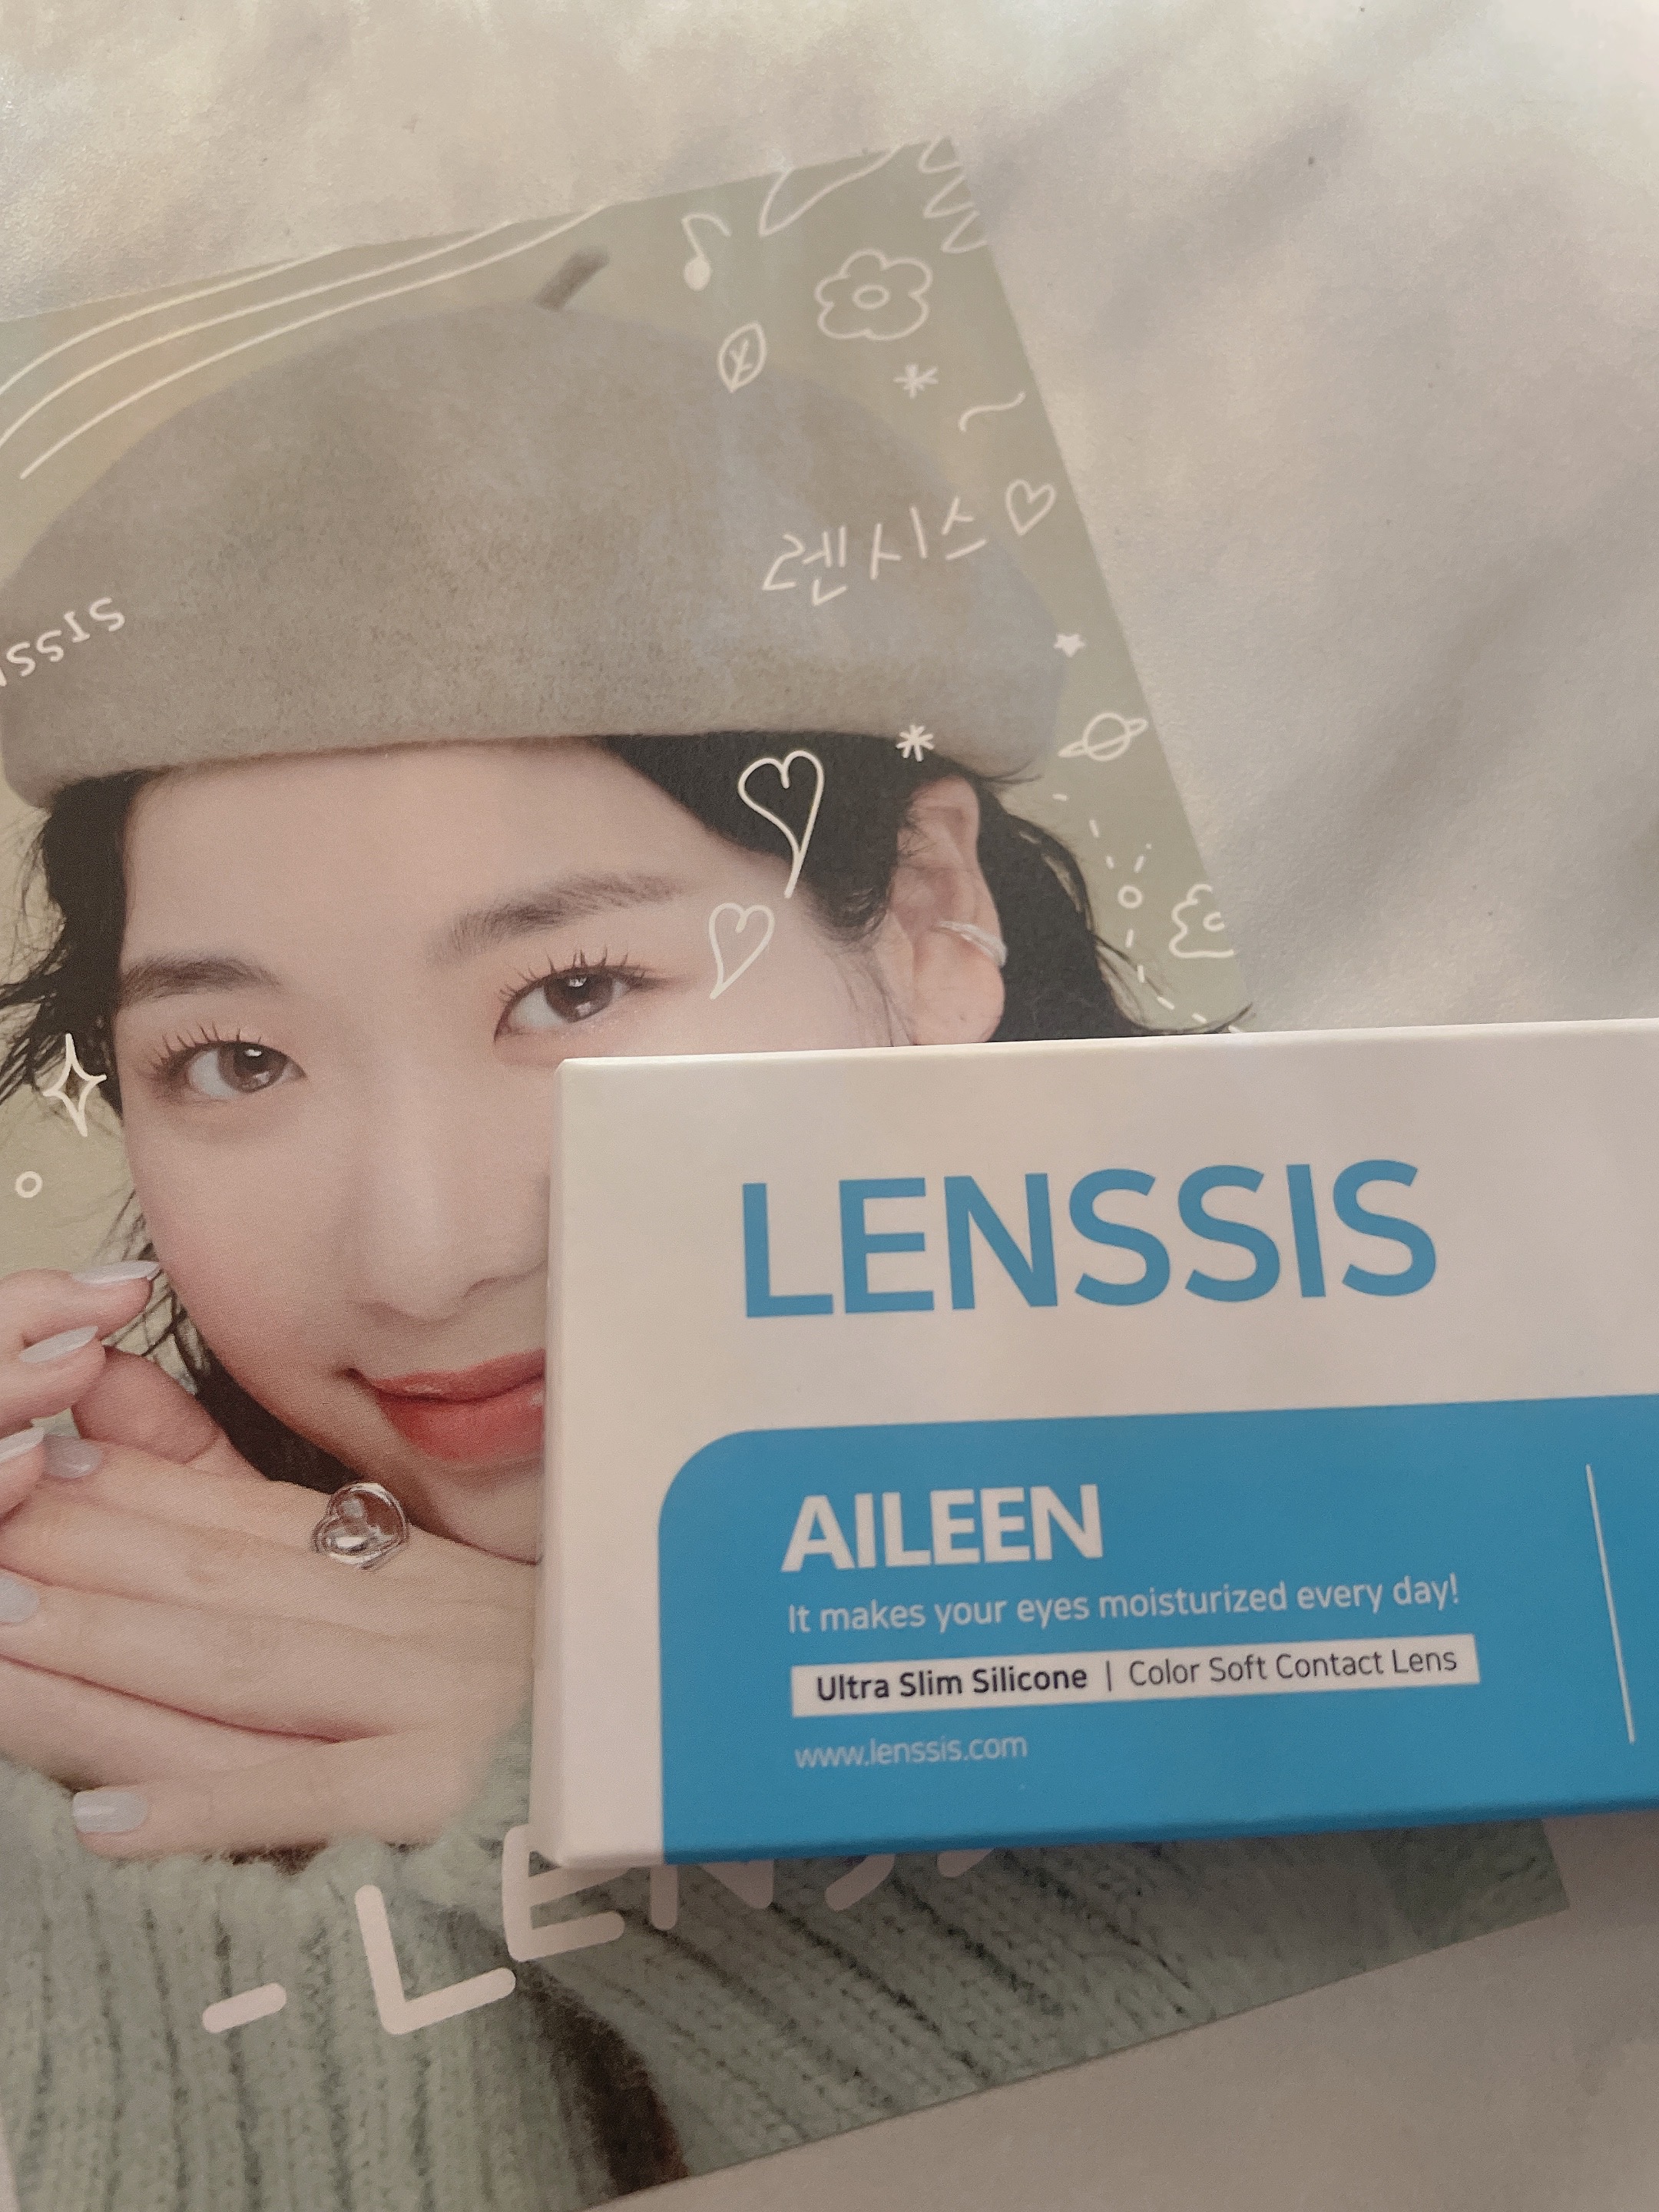 렌시스
LENSSIS
AILEEN
It makes your eyes moisturized every day!
Ultra Slim Silicone | Color Soft Contact Lens
www.lenssis.com